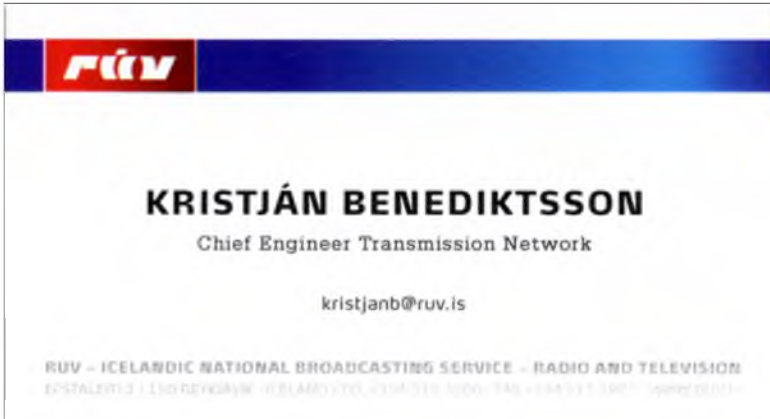 rúv
KRISTJÁN BENEDIKTSSON
Chief Engineer Transmission Network
kristjanb@ruv.is
RUV – ICELANDIC NATIONAL BROADCASTING SERVICE – RADIO AND TELEVISION